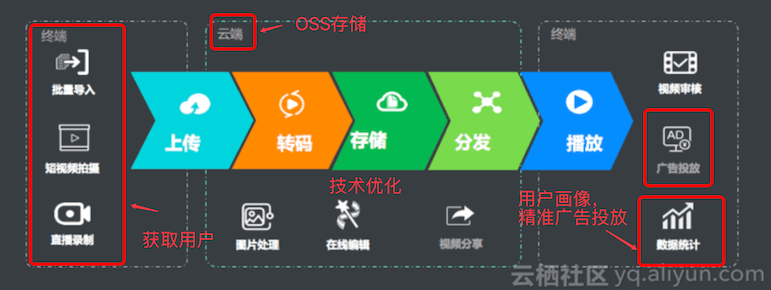 终端
批量导入
短视频拍摄
直播录制
获取用户
云端
OSS存储
上传
转码
存储
分发
播放
技术优化
图片处理
在线编辑
视频分享
终端
视频审核
AD
广告投放
用户画像,
精准广告投放
数据统计
云栖社区 yq.aliyun.com